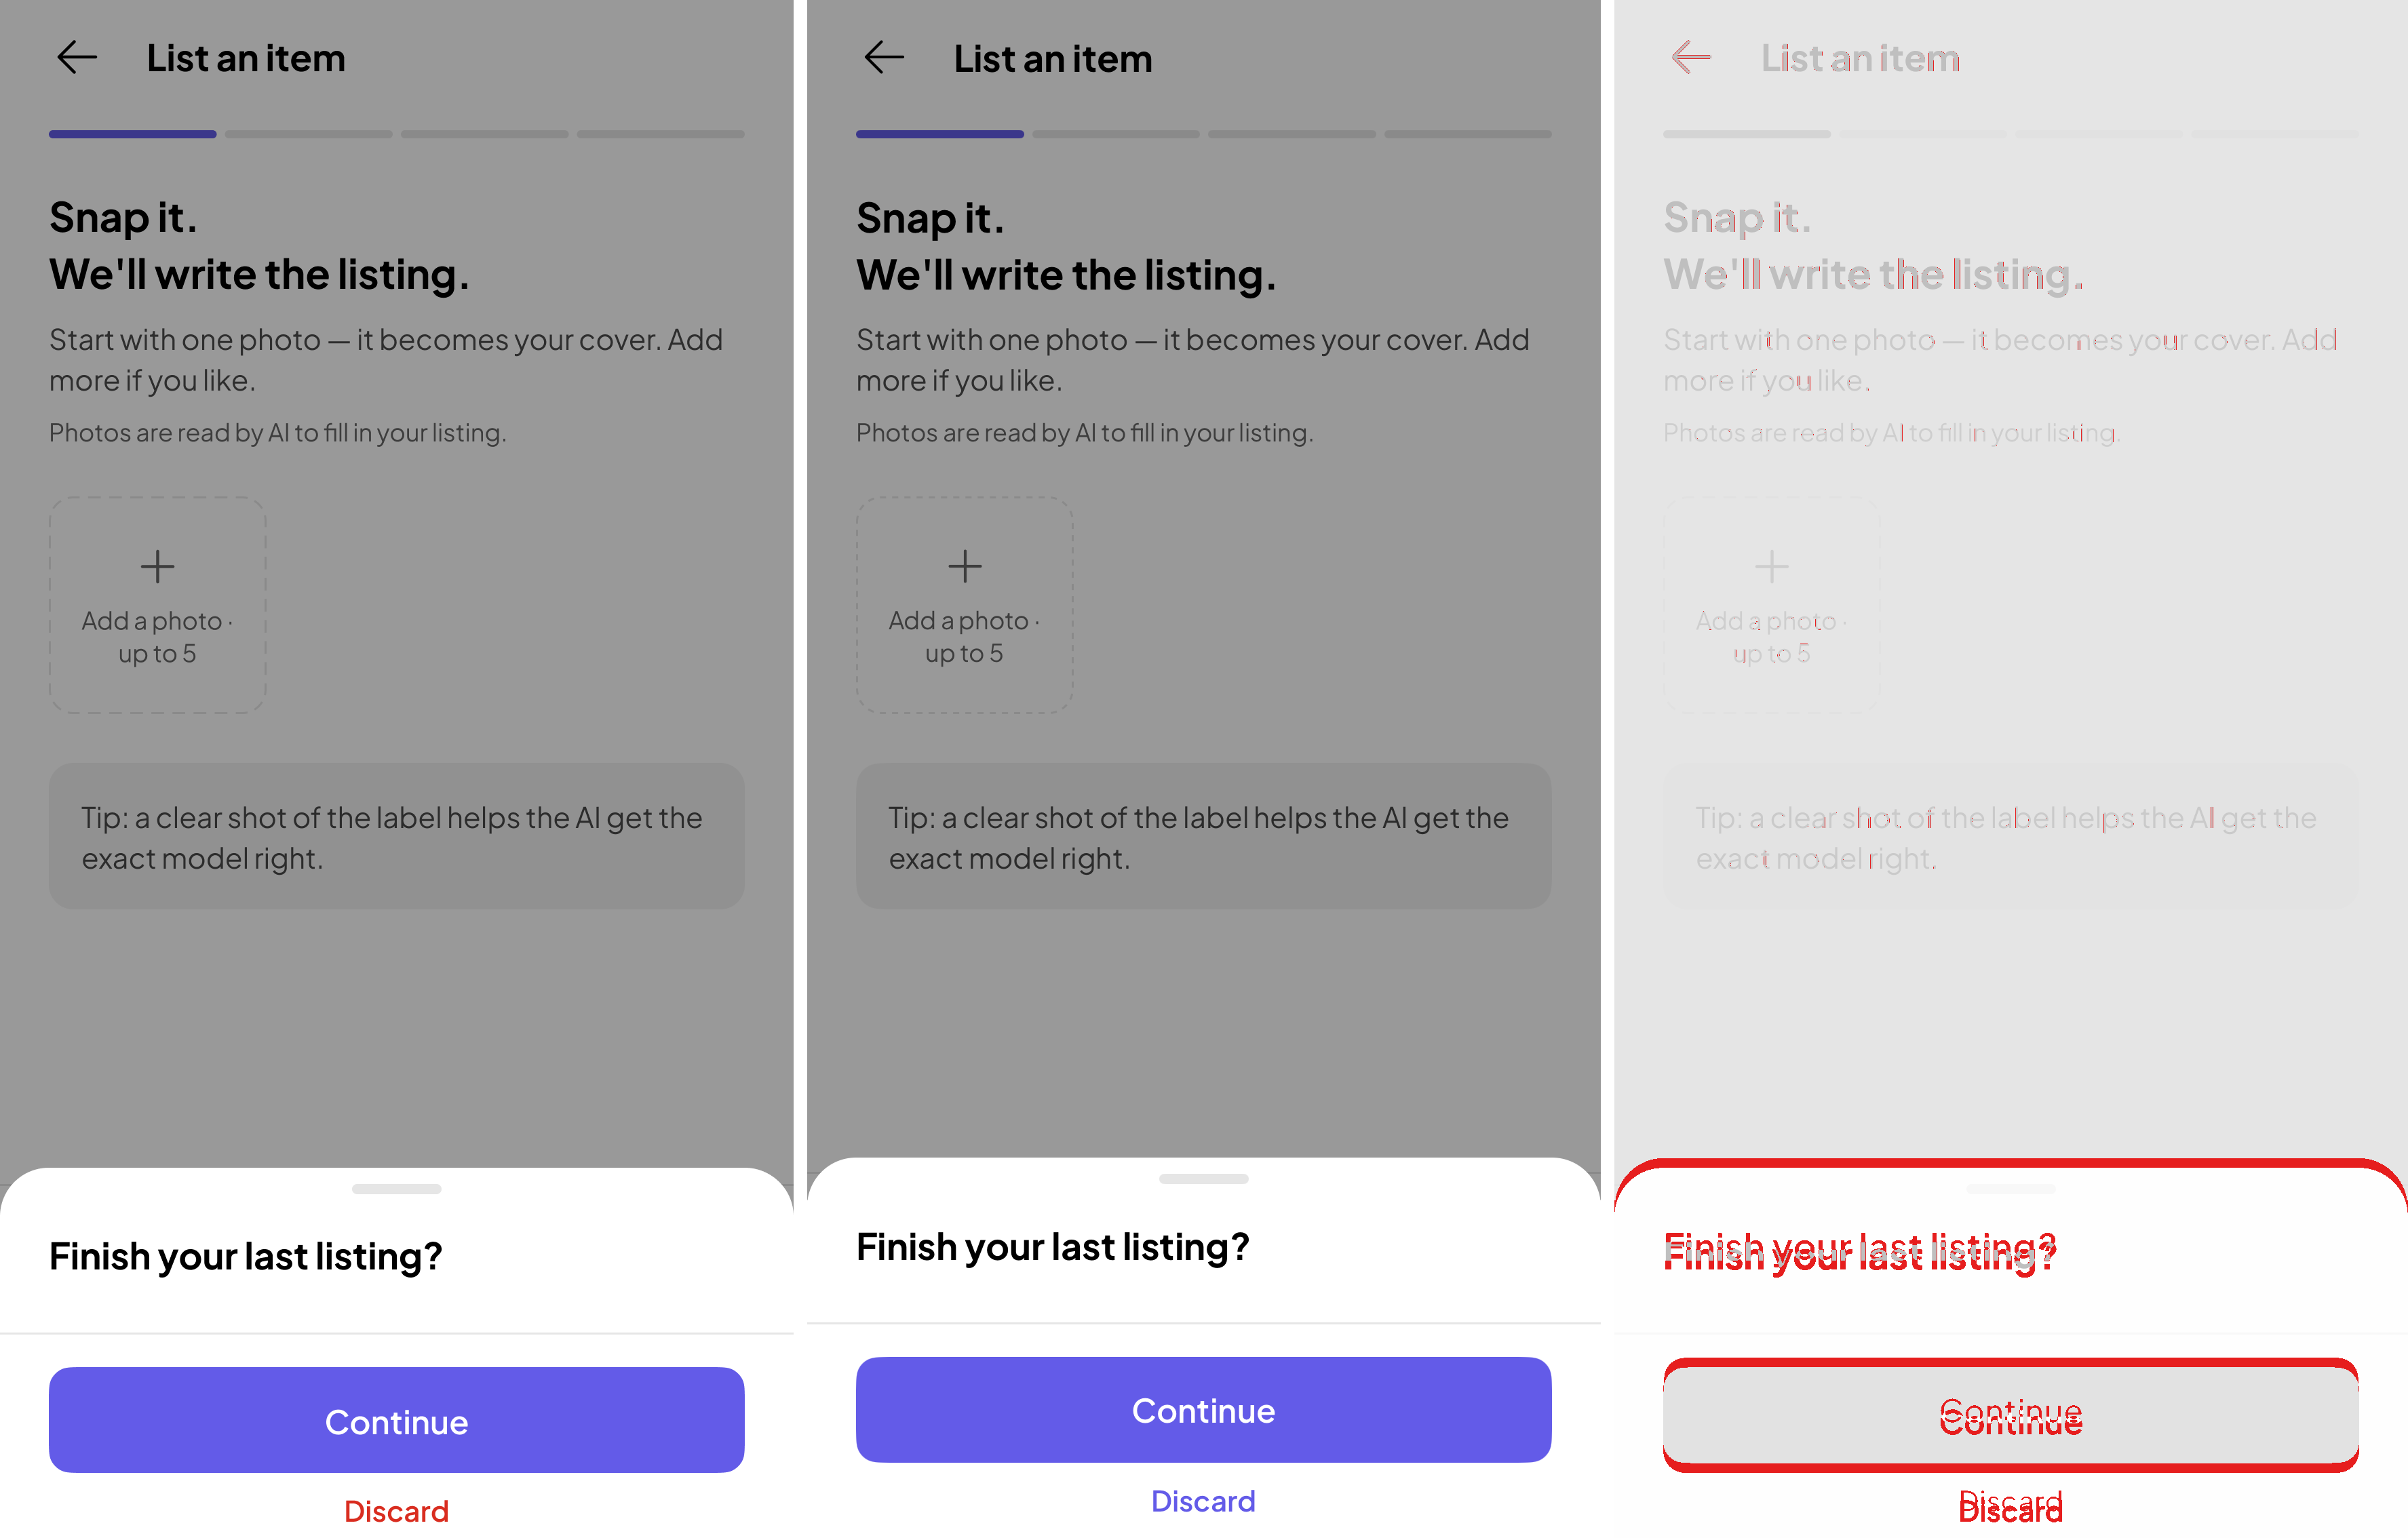 List an item
Snap it.
We'll write the listing.
Start with one photo — it becomes your cover. Add
more if you like.
Photos are read by AI to fill in your listing.
Add a photo ·
up to 5
Tip: a clear shot of the label helps the AI get the
exact model right.
Finish your last listing?
Continue
Discard
List an item
Snap it.
We'll write the listing.
Start with one photo — it becomes your cover. Add
more if you like.
Photos are read by AI to fill in your listing.
Add a photo ·
up to 5
Tip: a clear shot of the label helps the AI get the
exact model right.
Finish your last listing?
Continue
Discard
List an item
Snap it.
We'll write the listing.
Start with one photo — it becomes your cover. Add
more if you like.
Photos are read by AI to fill in your listing.
Add a photo ·
up to 5
Tip: a clear shot of the label helps the AI get the
exact model right.
Finish your last listing?
Continue
Discard